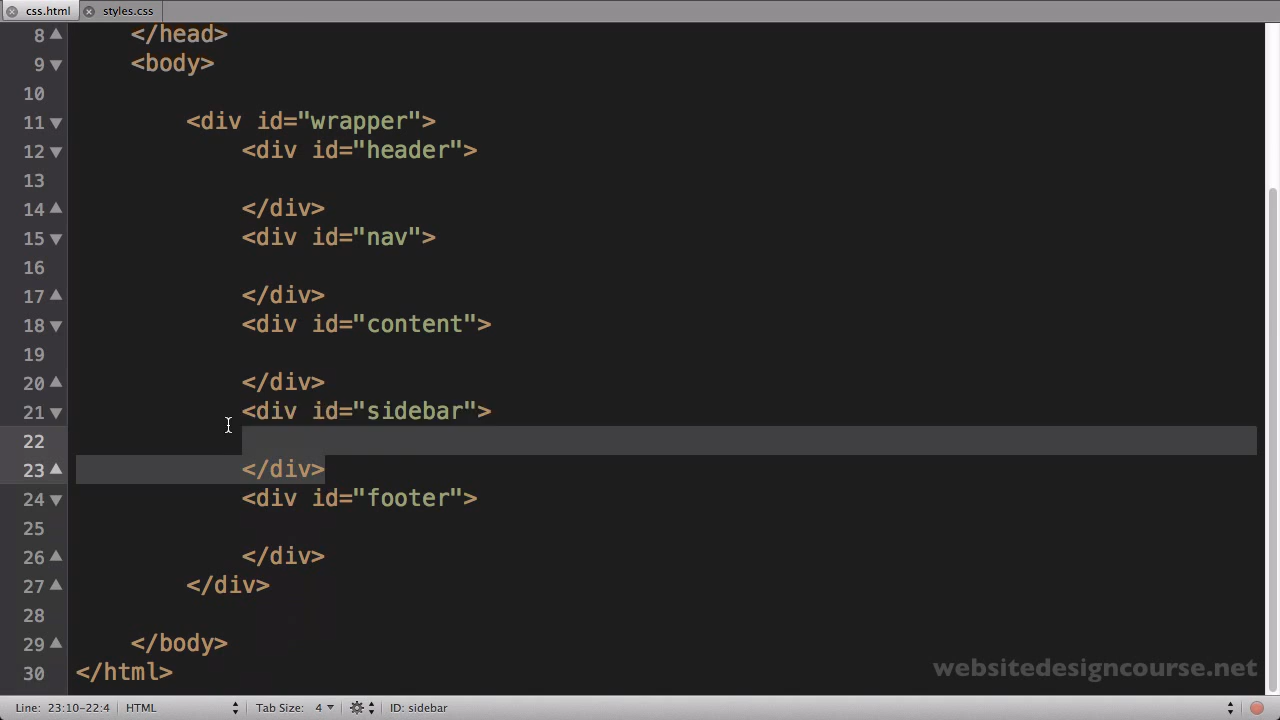 css.html styles.css
8 </head>
9 <body>
10
11 <div id="wrapper">
12 <div id="header">
13
14 </div>
15 <div id="nav">
16
17 </div>
18 <div id="content">
19
20 </div>
21 <div id="sidebar">
22
23 </div>
24 <div id="footer">
25
26 </div>
27 </div>
28
29 </body>
30 </html>
websitedesigncourse.net
Line: 23:10-22:4 HTML Tab Size: 4 ID: sidebar